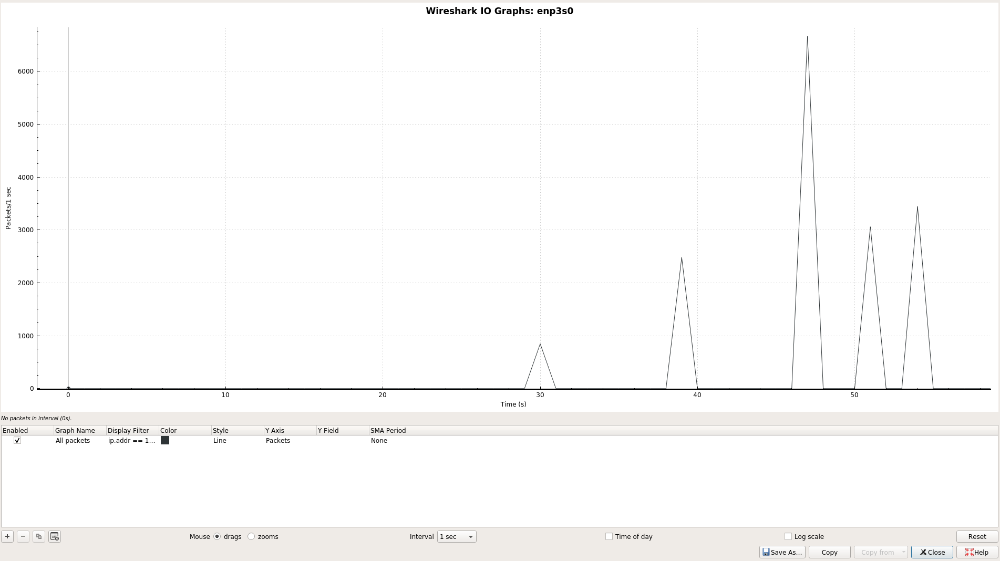 Wireshark IO Graphs: enp3s0
6000
5000
4000
3000
2000
1000
0
Packets/1 sec
0 10 20 30 40 50
Time (s)
No packets in interval (0s).
Enabled Graph Name Display Filter Color Style Y Axis Y Field SMA Period
All packets ip.addr == 1... Line Packets None
Mouse drags zooms Interval 1 sec Time of day Log scale Reset
Save As... Copy Copy from Close Help